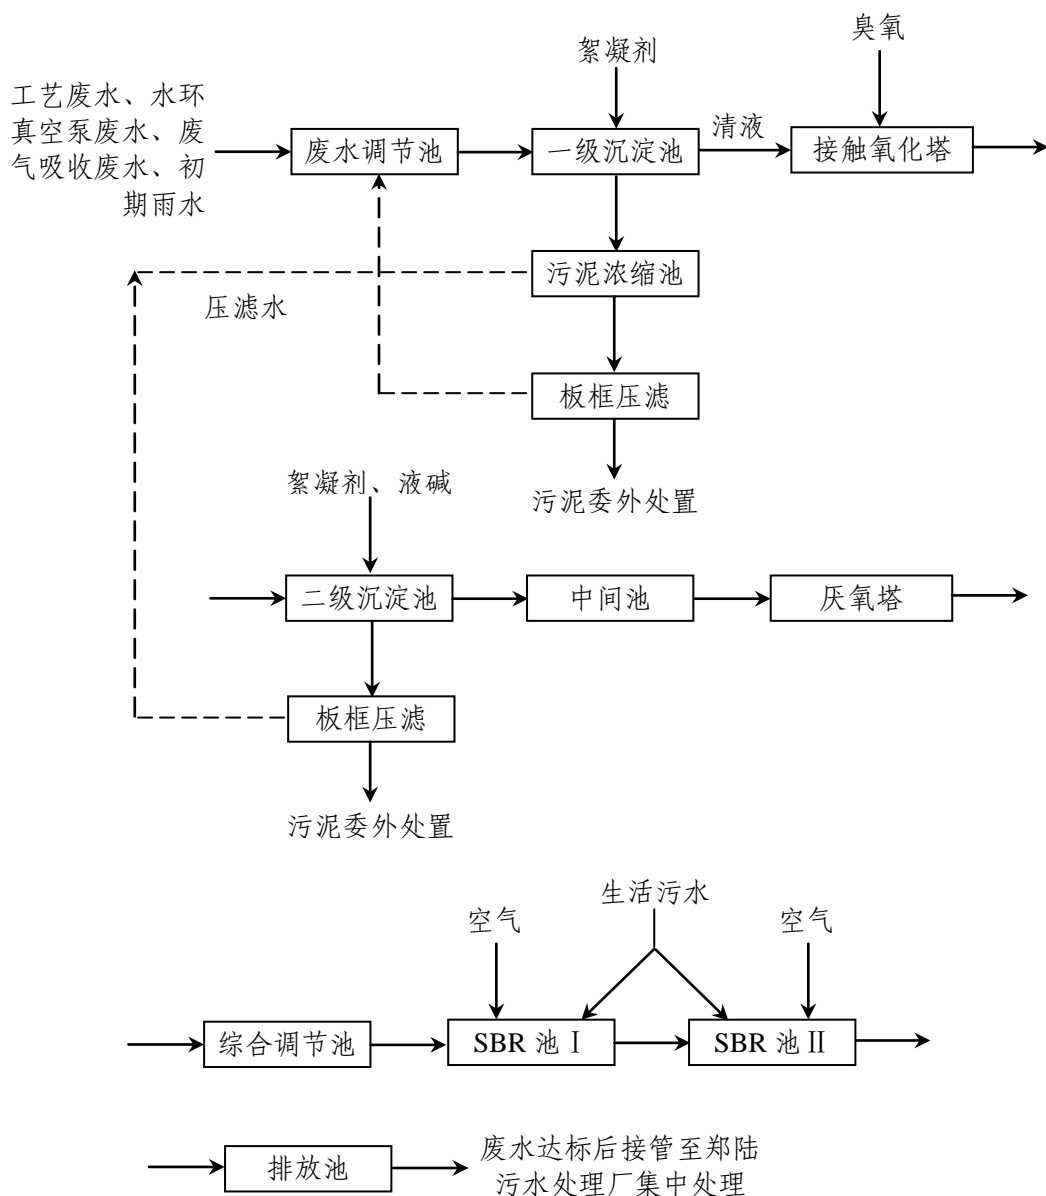 臭氧
絮凝剂
工艺废水、水环
真空泵废水、废
气吸收废水、初
期雨水
废水调节池
一级沉淀池
清液
接触氧化塔
污泥浓缩池
压滤水
板框压滤
污泥委外处置
絮凝剂、液碱
二级沉淀池
中间池
厌氧塔
板框压滤
污泥委外处置
生活污水
空气
空气
综合调节池
SBR 池Ⅰ
SBR 池Ⅱ
排放池
废水达标后接管至郑陆
污水处理厂集中处理